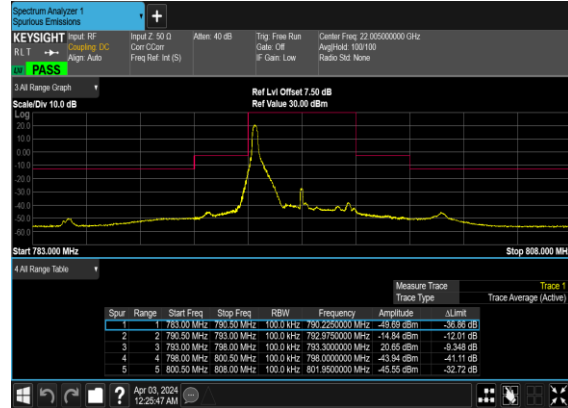 Spectrum Analyzer 1
Spurious Emissions
KEYSIGHT Input: RF Input Z: 50 Ω Atten: 40 dB Trig: Free Run Center Freq: 22.005000000 GHz
RLT Coupling: DC Corr CCorr Gate: Off Avg|Hold: 100/100
Align: Auto Freq Ref: Int (S) IF Gain: Low Radio Std: None
PASS
3 All Range Graph
Ref Lvl Offset 7.50 dB
Scale/Div 10.0 dB Ref Value 30.00 dBm
Log
20.0
10.0
0.00
-10.0
-20.0
-30.0
-40.0
-50.0
-60.0
Start 783.000 MHz Stop 808.000 MH
4 All Range Table
Measure Trace Trace 1
Trace Type Trace Average (Active)
Spur Range Start Freq Stop Freq RBW Frequency Amplitude ΔLimit
1 1 783.00 MHz 790.50 MHz 100.0 kHz 790.2250000 MHz -49.69 dBm -36.86 dB
2 2 790.50 MHz 793.00 MHz 100.0 kHz 792.9750000 MHz -14.84 dBm -12.01 dB
3 3 793.00 MHz 798.00 MHz 100.0 kHz 793.3000000 MHz 20.65 dBm -9.348 dB
4 4 798.00 MHz 800.50 MHz 100.0 kHz 798.0000000 MHz -43.94 dBm -41.11 dB
5 5 800.50 MHz 808.00 MHz 100.0 kHz 801.9500000 MHz -45.55 dBm -32.72 dB
Apr 03, 2024
12:25:47 AM